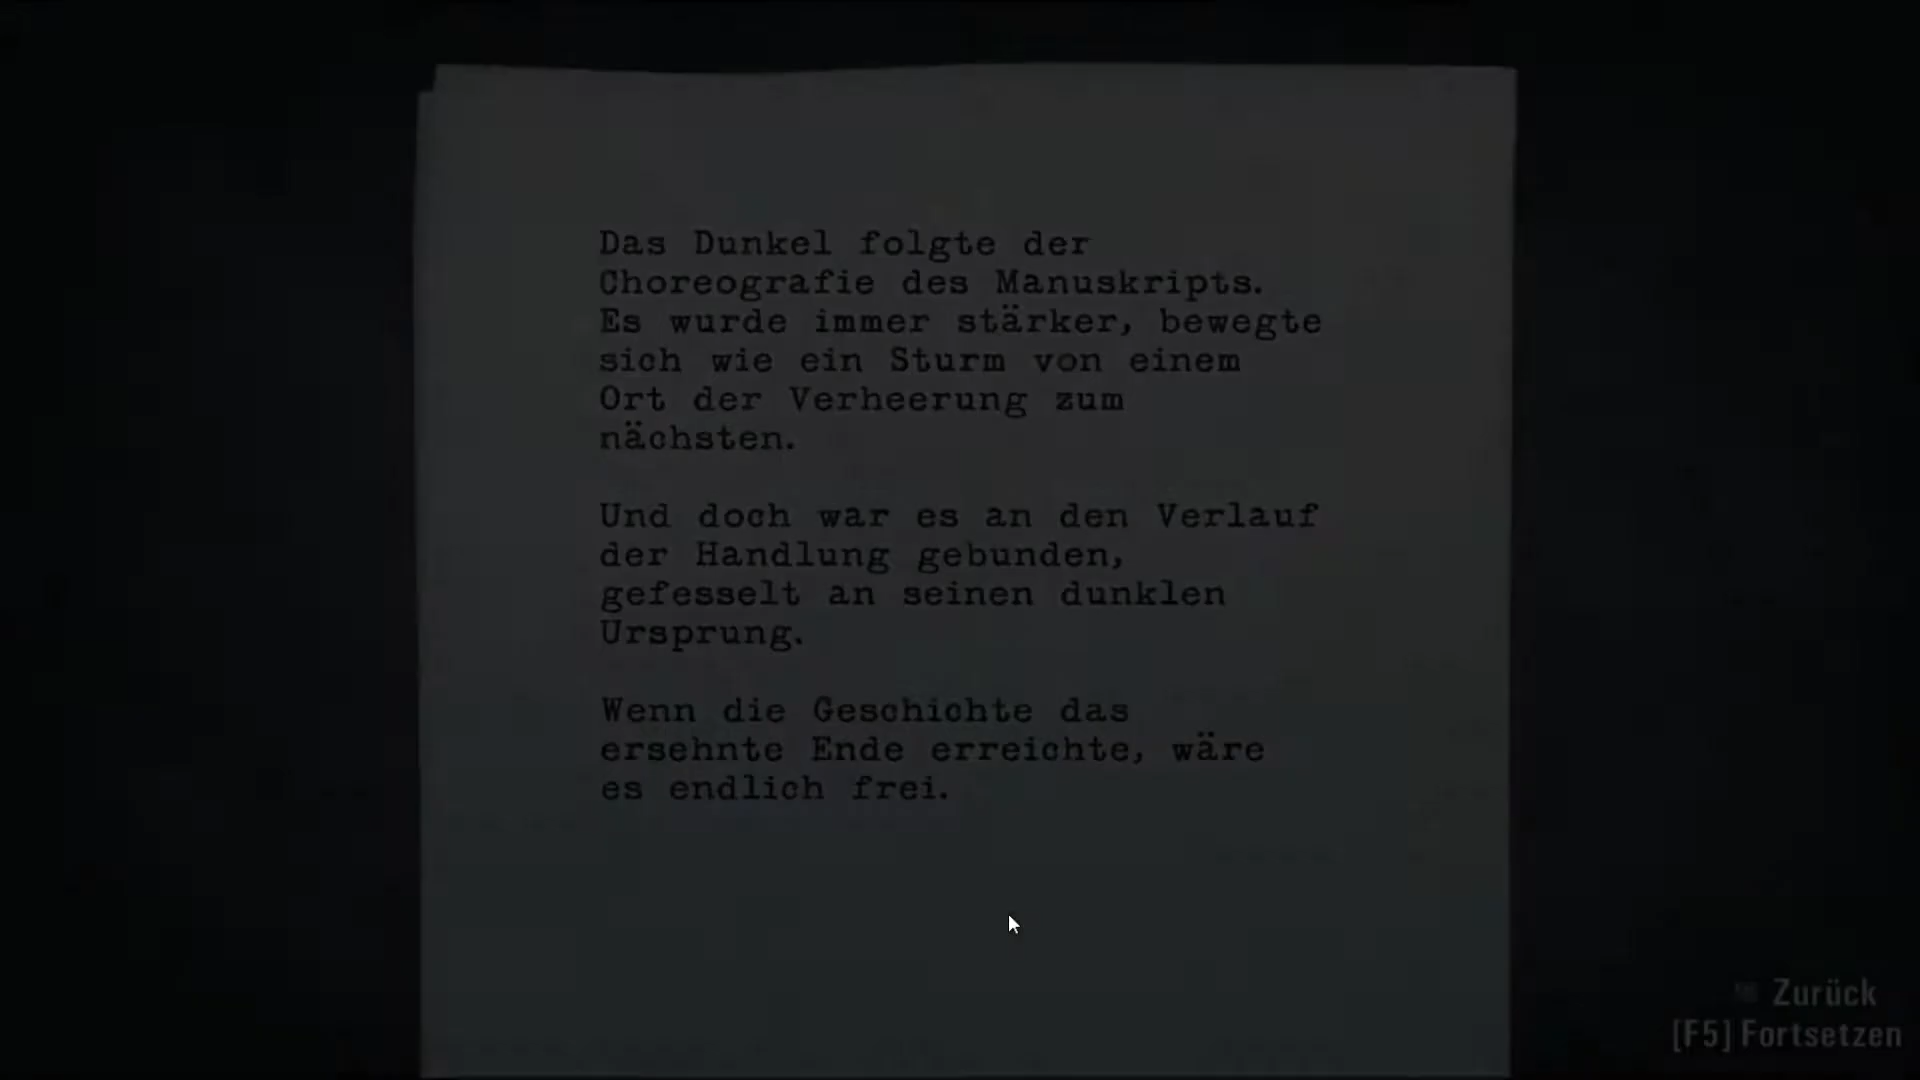 Das Dunkel folgte der
Choreografie des Manuskripts.
Es wurde immer stärker, bewegte
sich wie ein Sturm von einem
Ort der Verheerung zum
nächsten.
Und doch war es an den Verlauf
der Handlung gebunden,
gefesselt an seinen dunklen
Ursprung.
Wenn die Geschichte das
ersehnte Ende erreichte, wäre
es endlich frei.
Zurück
[F5] Fortsetzen